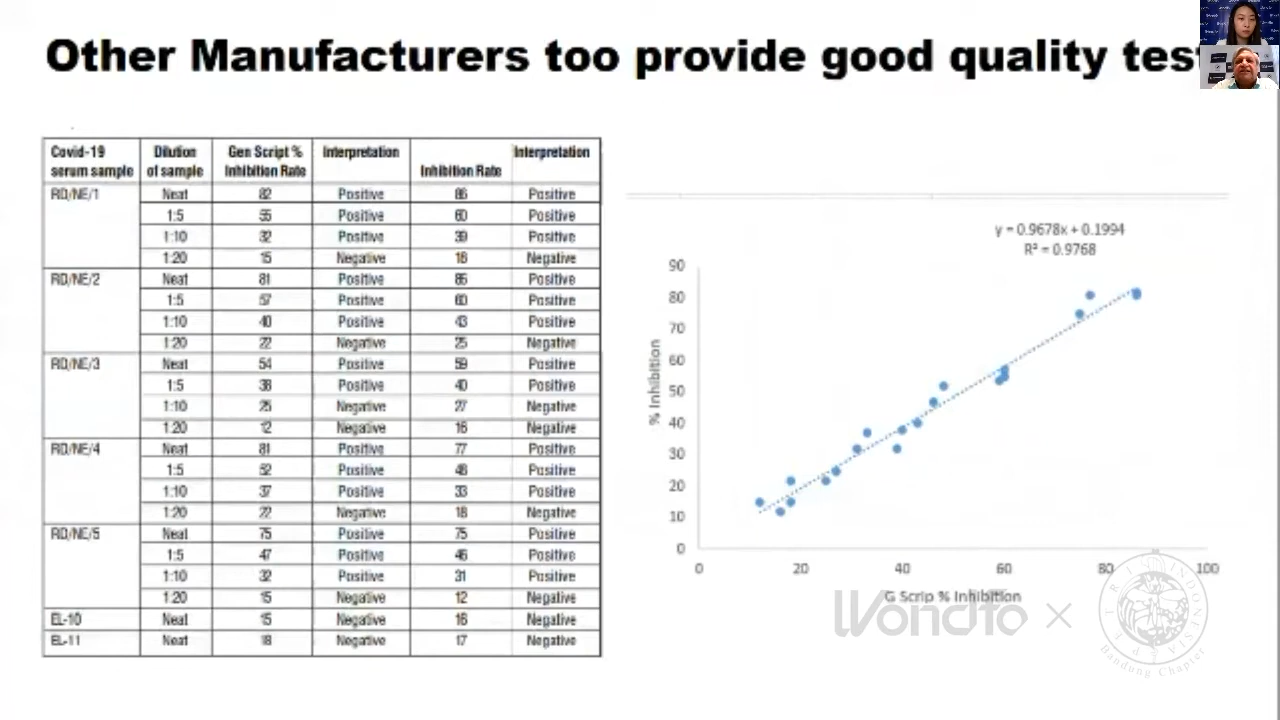 Other Manufacturers too provide good quality test
Covid-19 serum sample Dilution of sample Gen Script % Inhibition Rate Interpretation Inhibition Rate Interpretation
RD/NE/1 Neat 82 Positive 86 Positive
1:5 55 Positive 60 Positive
1:10 32 Positive 39 Positive
1:20 15 Negative 18 Negative
RD/NE/2 Neat 81 Positive 86 Positive
1:5 57 Positive 60 Positive
1:10 40 Positive 43 Positive
1:20 22 Negative 25 Negative
RD/NE/3 Neat 54 Positive 59 Positive
1:5 38 Positive 40 Positive
1:10 25 Negative 27 Negative
1:20 12 Negative 16 Negative
RD/NE/4 Neat 81 Positive 77 Positive
1:5 52 Positive 48 Positive
1:10 37 Positive 33 Positive
1:20 22 Negative 18 Negative
RD/NE/5 Neat 75 Positive 75 Positive
1:5 47 Positive 46 Positive
1:10 32 Positive 31 Positive
1:20 15 Negative 12 Negative
EL-10 Neat 15 Negative 16 Negative
EL-11 Neat 18 Negative 17 Negative
y = 0.9678x + 0.1994
R² = 0.9768
90
80
70
60
50
40
30
20
10
0
% Inhibition
0 20 40 60 80 100
G Scrip % Inhibition
Wondfo ×
Bandung Chapter